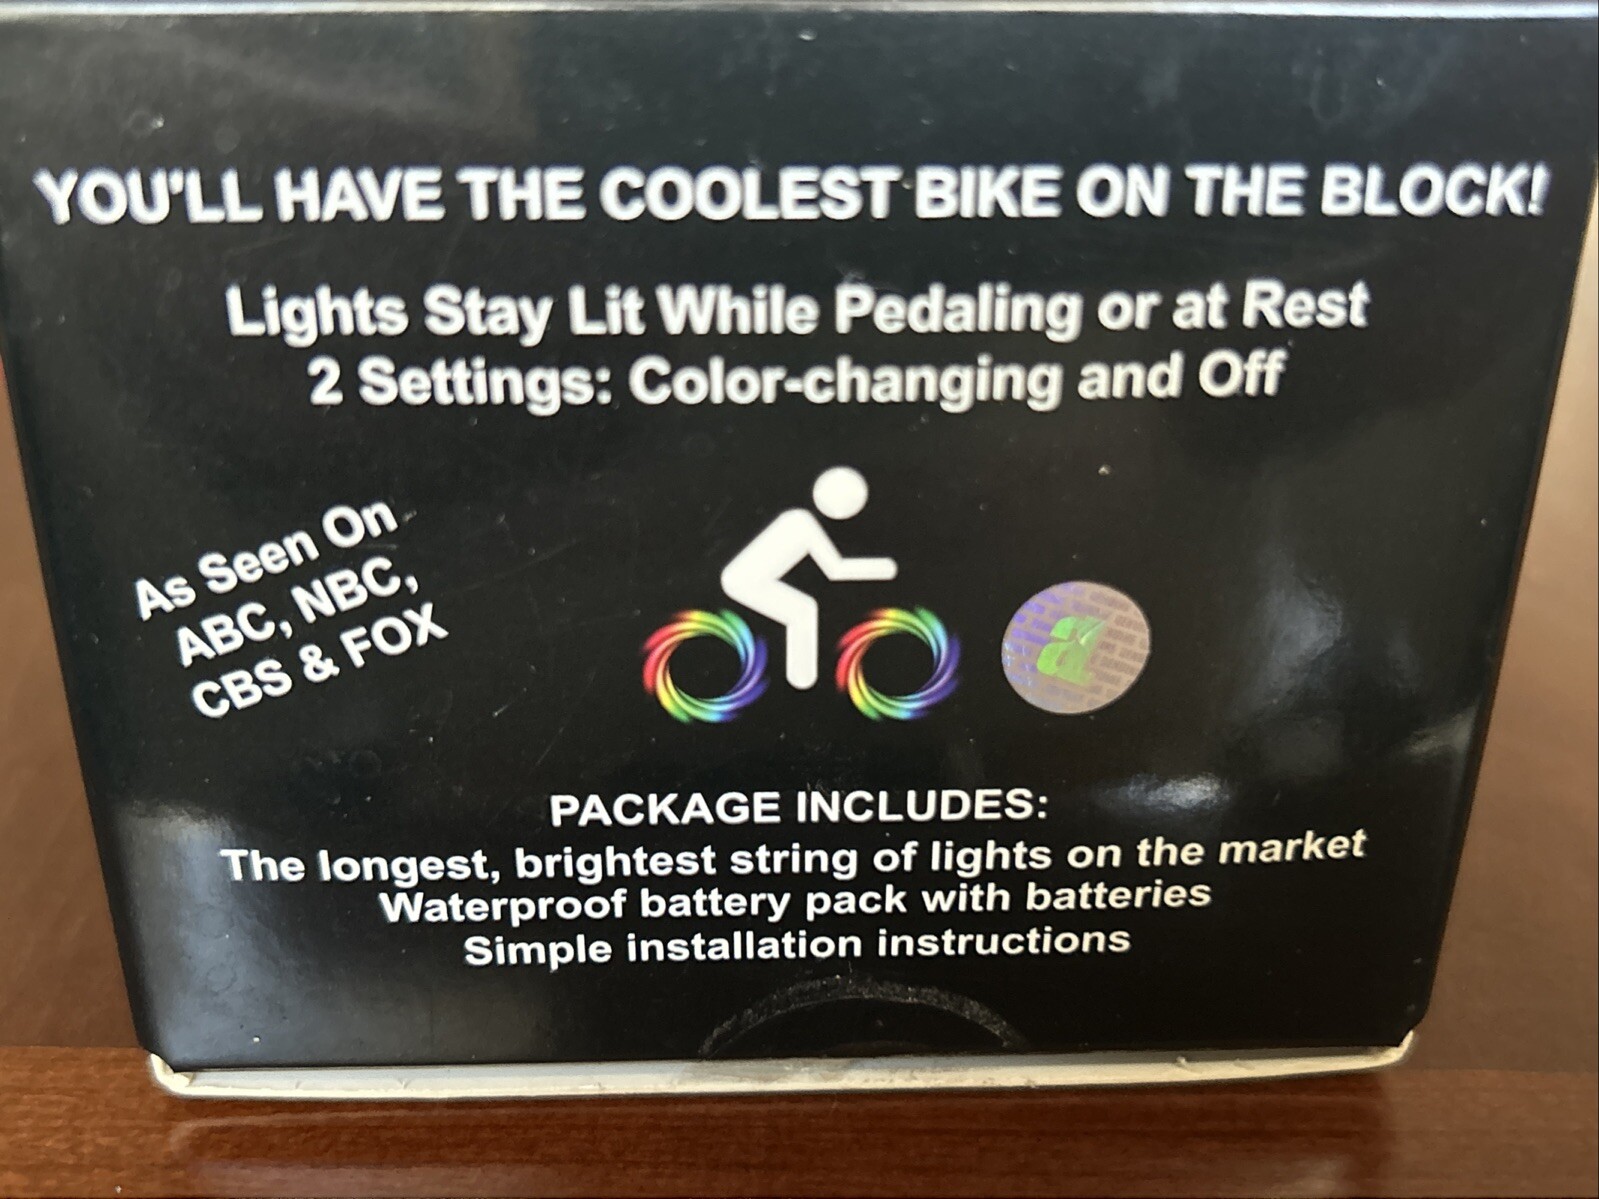 YOU'LL HAVE THE COOLEST BIKE ON THE BLOCK!
Lights Stay Lit While Pedaling or at Rest
2 Settings: Color-changing and Off
As Seen On
ABC, NBC,
CBS & FOX
a
PACKAGE INCLUDES:
The longest, brightest string of lights on the market
Waterproof battery pack with batteries
Simple installation instructions